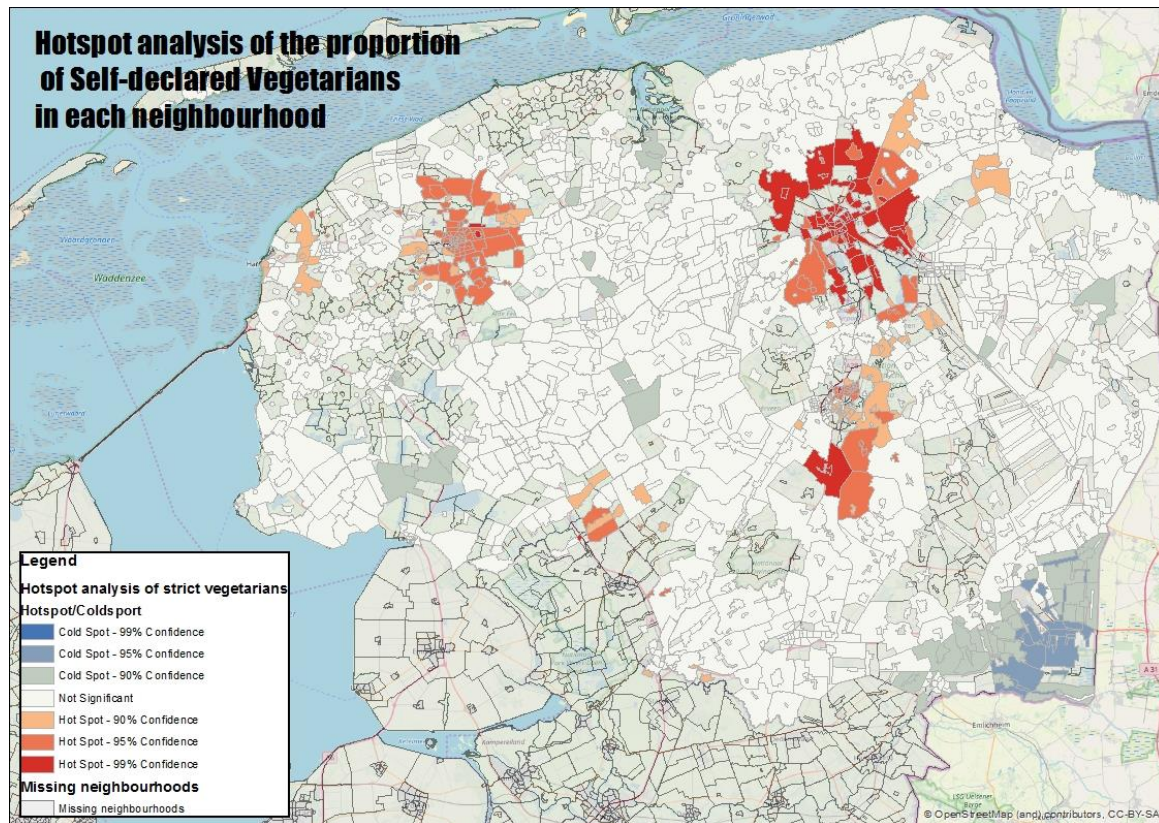 Hotspot analysis of the proportion
of Self-declared Vegetarians
in each neighbourhood
Waddenzee
Legend
Hotspot analysis of strict vegetarians
Hotspot/Coldsport
Cold Spot - 99% Confidence
Cold Spot - 95% Confidence
Cold Spot - 90% Confidence
Not Significant
Hot Spot - 90% Confidence
Hot Spot - 95% Confidence
Hot Spot - 99% Confidence
Missing neighbourhoods
Missing neighbourhoods
A 31
Emlichheim
© OpenStreetMap (and) contributors, CC-BY-SA